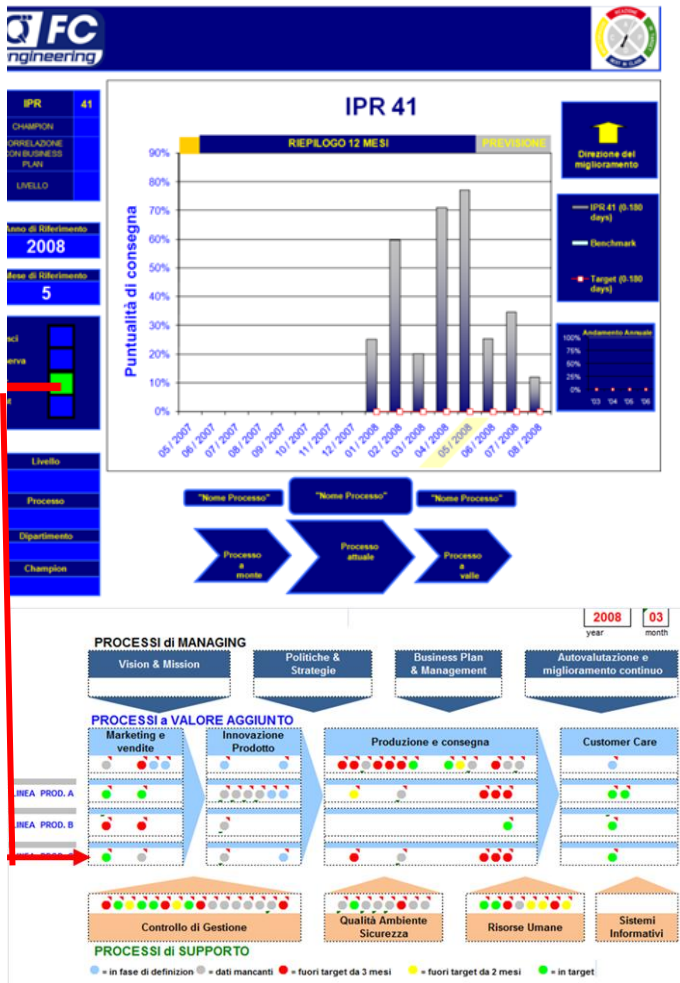 FC
engineering
IPR 41
CHAMPION
CORRELAZIONE
CON BUSINESS
PLAN
LIVELLO
Anno di Riferimento
2008
Mese di Riferimento
5
Livello
Processo
Dipartimento
Champion
IPR 41
RIEPILOGO 12 MESI PREVISIONE
Puntualità di consegna
90%
80%
70%
60%
50%
40%
30%
20%
10%
0%
05/2007 06/2007 07/2007 08/2007 09/2007 10/2007 11/2007 12/2007 01/2008 02/2008 03/2008 04/2008 05/2008 06/2008 07/2008 08/2008
Direzione del
miglioramento
IPR 41 (0-180
days)
Benchmark
Target (0-180
days)
Andamento Annuale
100%
75%
50%
25%
0%
'03 '04 '05 '06
"Nome Processo" "Nome Processo" "Nome Processo"
Processo
a
monte
Processo
attuale
Processo
a
valle
2008 03
year month
PROCESSI di MANAGING
Vision & Mission
Politiche &
Strategie
Business Plan
& Management
Autovalutazione e
miglioramento continuo
PROCESSI a VALORE AGGIUNTO
Marketing e
vendite
Innovazione
Prodotto
Produzione e consegna
Customer Care
LINEA PROD. A
LINEA PROD. B
Controllo di Gestione
Qualità Ambiente
Sicurezza
Risorse Umane
Sistemi
Informativi
PROCESSI di SUPPORTO
= in fase di definizion = dati mancanti = fuori target da 3 mesi = fuori target da 2 mesi = in target